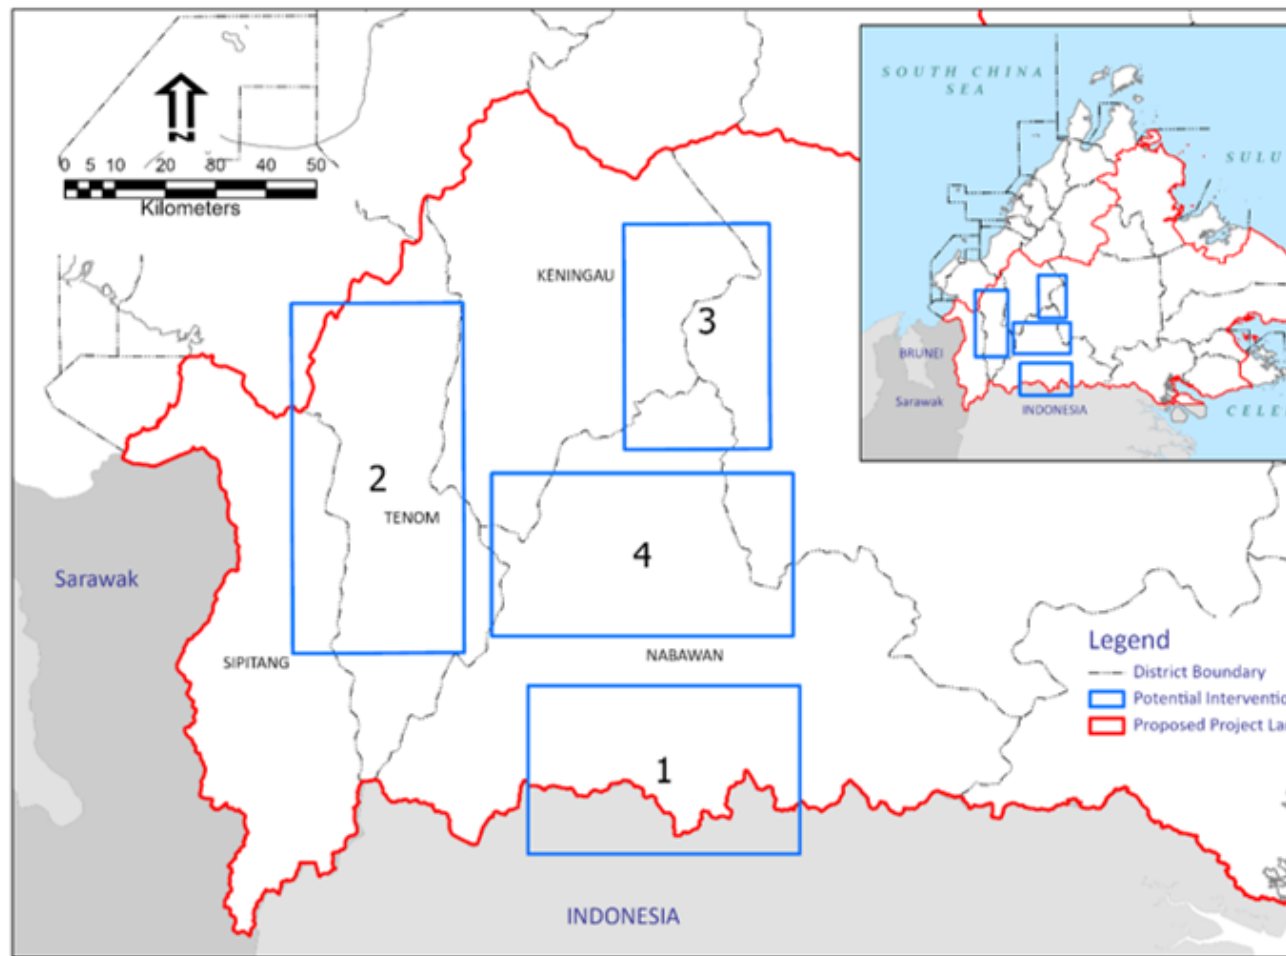 N
0 5 10 20 30 40 50
Kilometers
SOUTH CHINA
SEA
SULU
BRUNEI
Sarawak
INDONESIA
CELE
KENINGAU
3
2
TENOM
4
Sarawak
SIPITANG
NABAWAN
1
INDONESIA
Legend
District Boundary
Potential Interventio
Proposed Project Lan